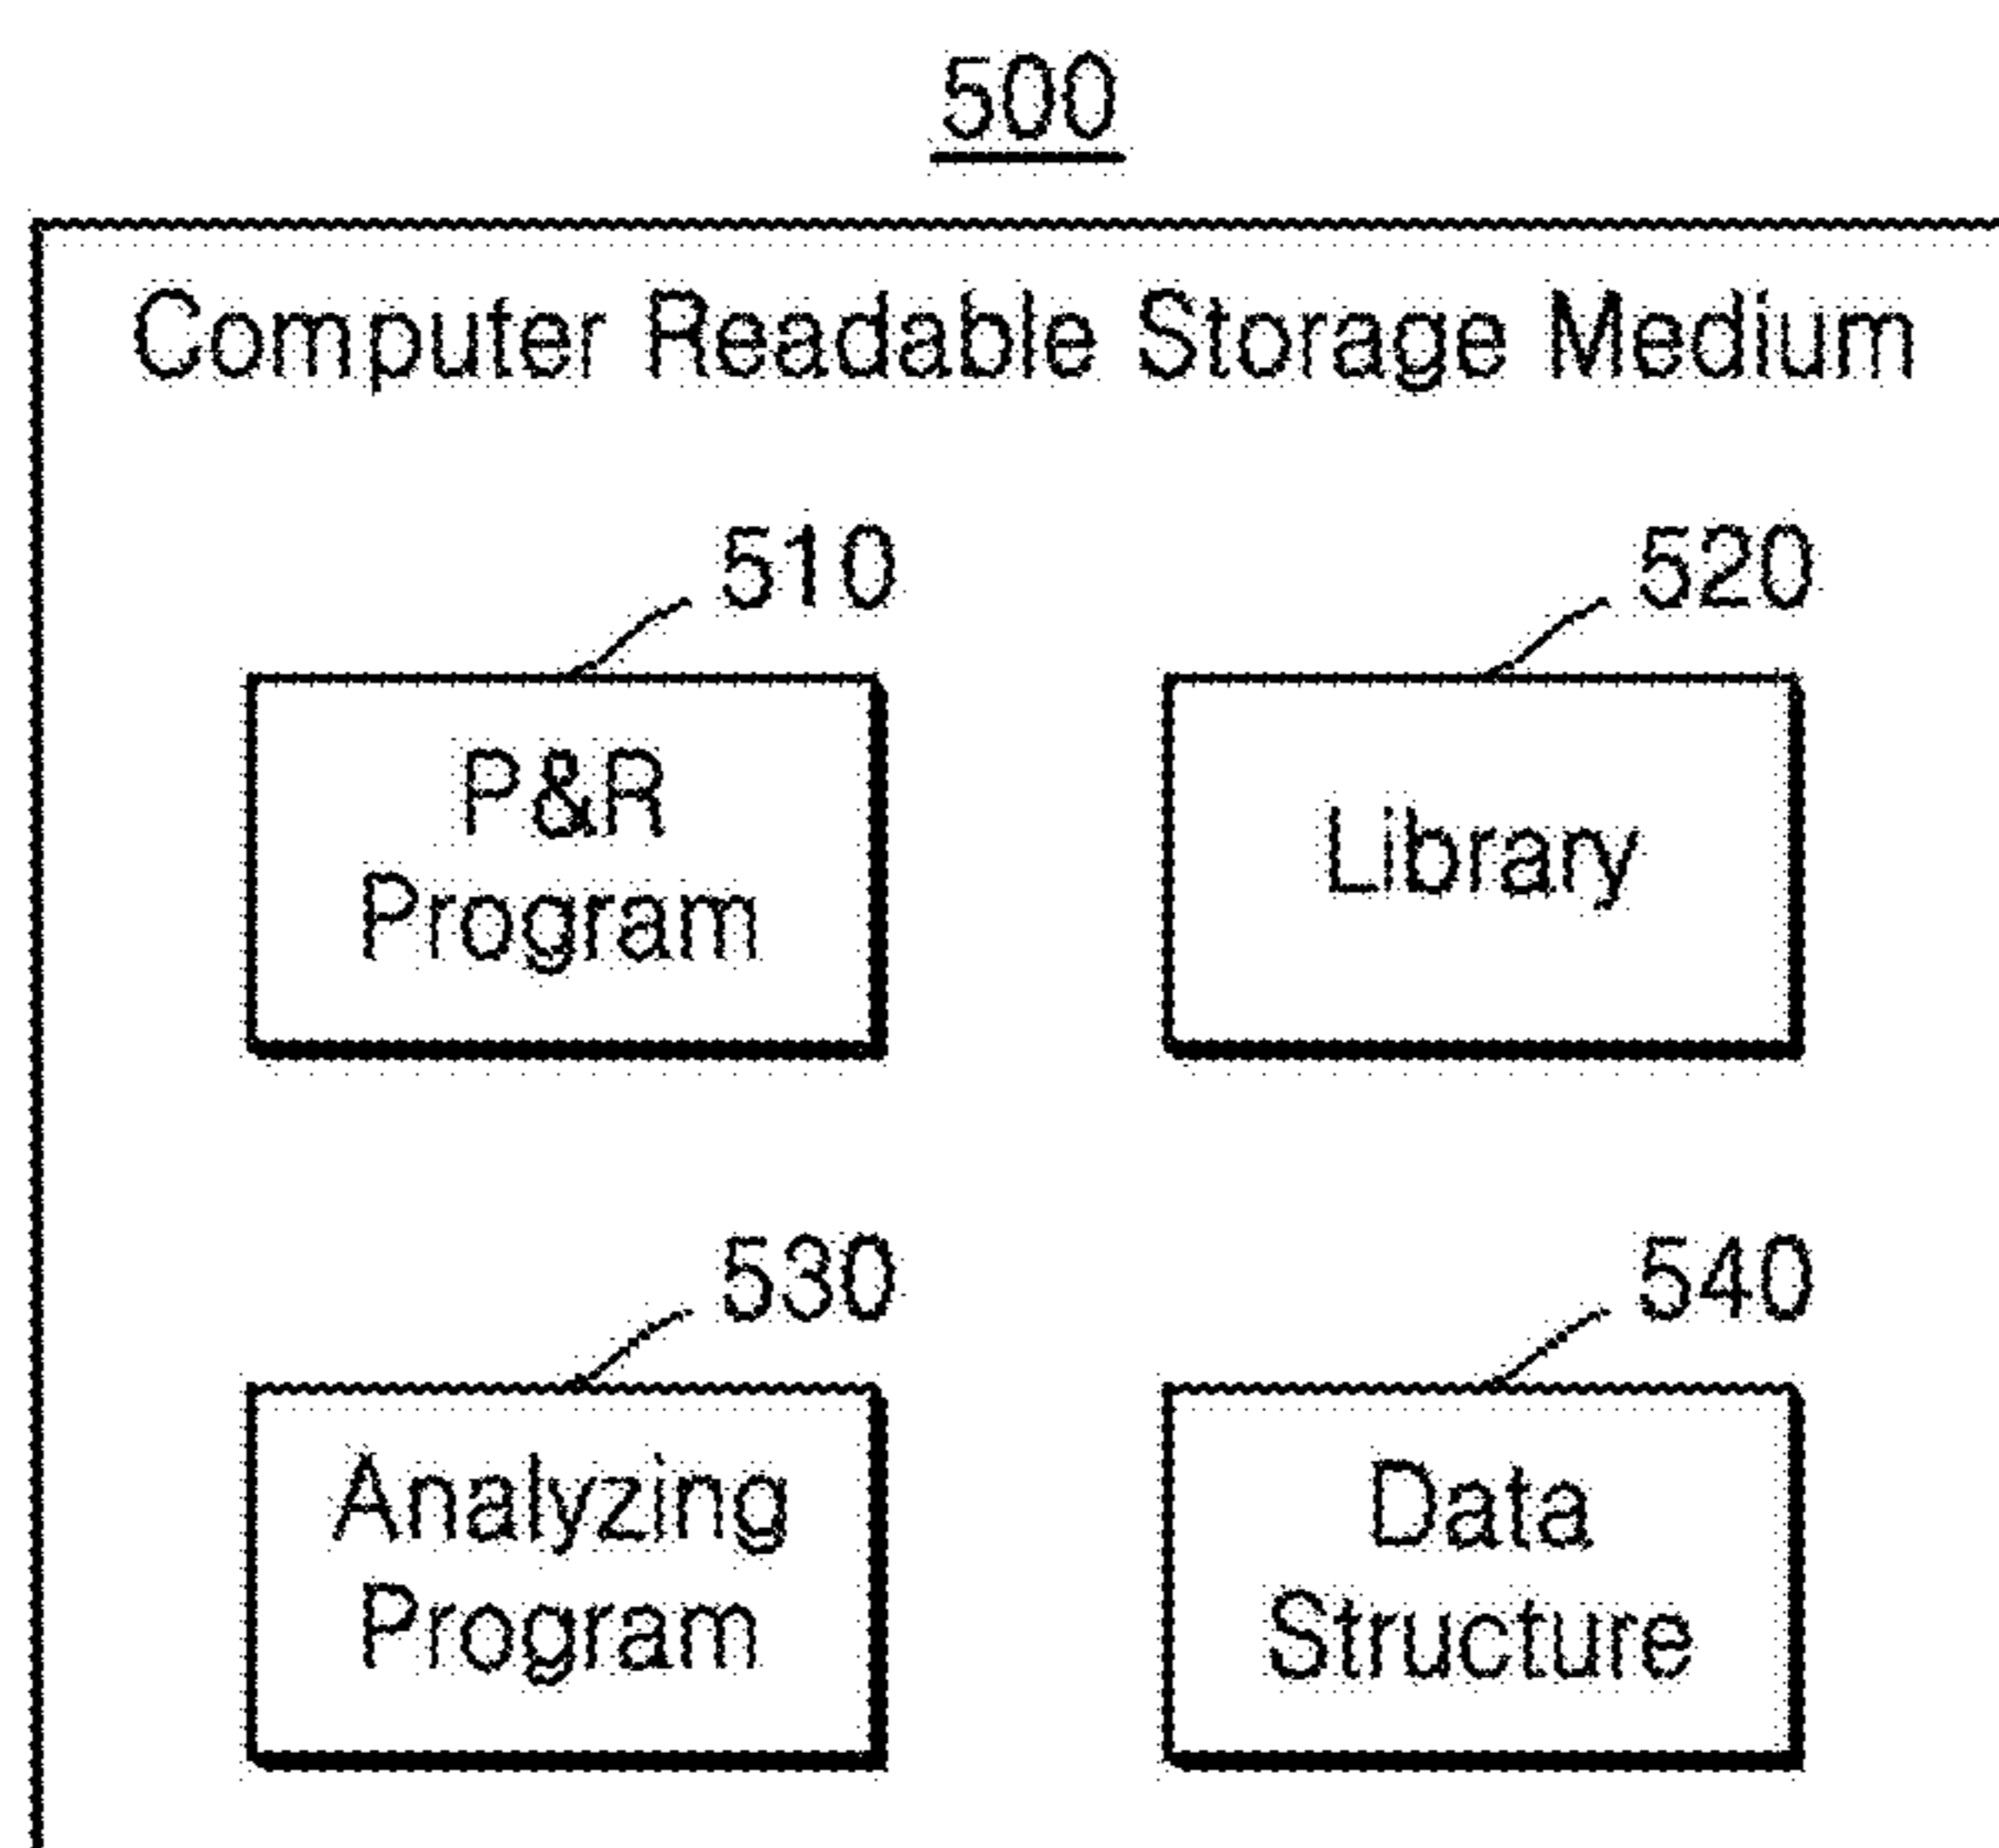 500
Computer Readable Storage Medium
510
520
P&R
Program
Library
530
540
Analyzing
Program
Data
Structure